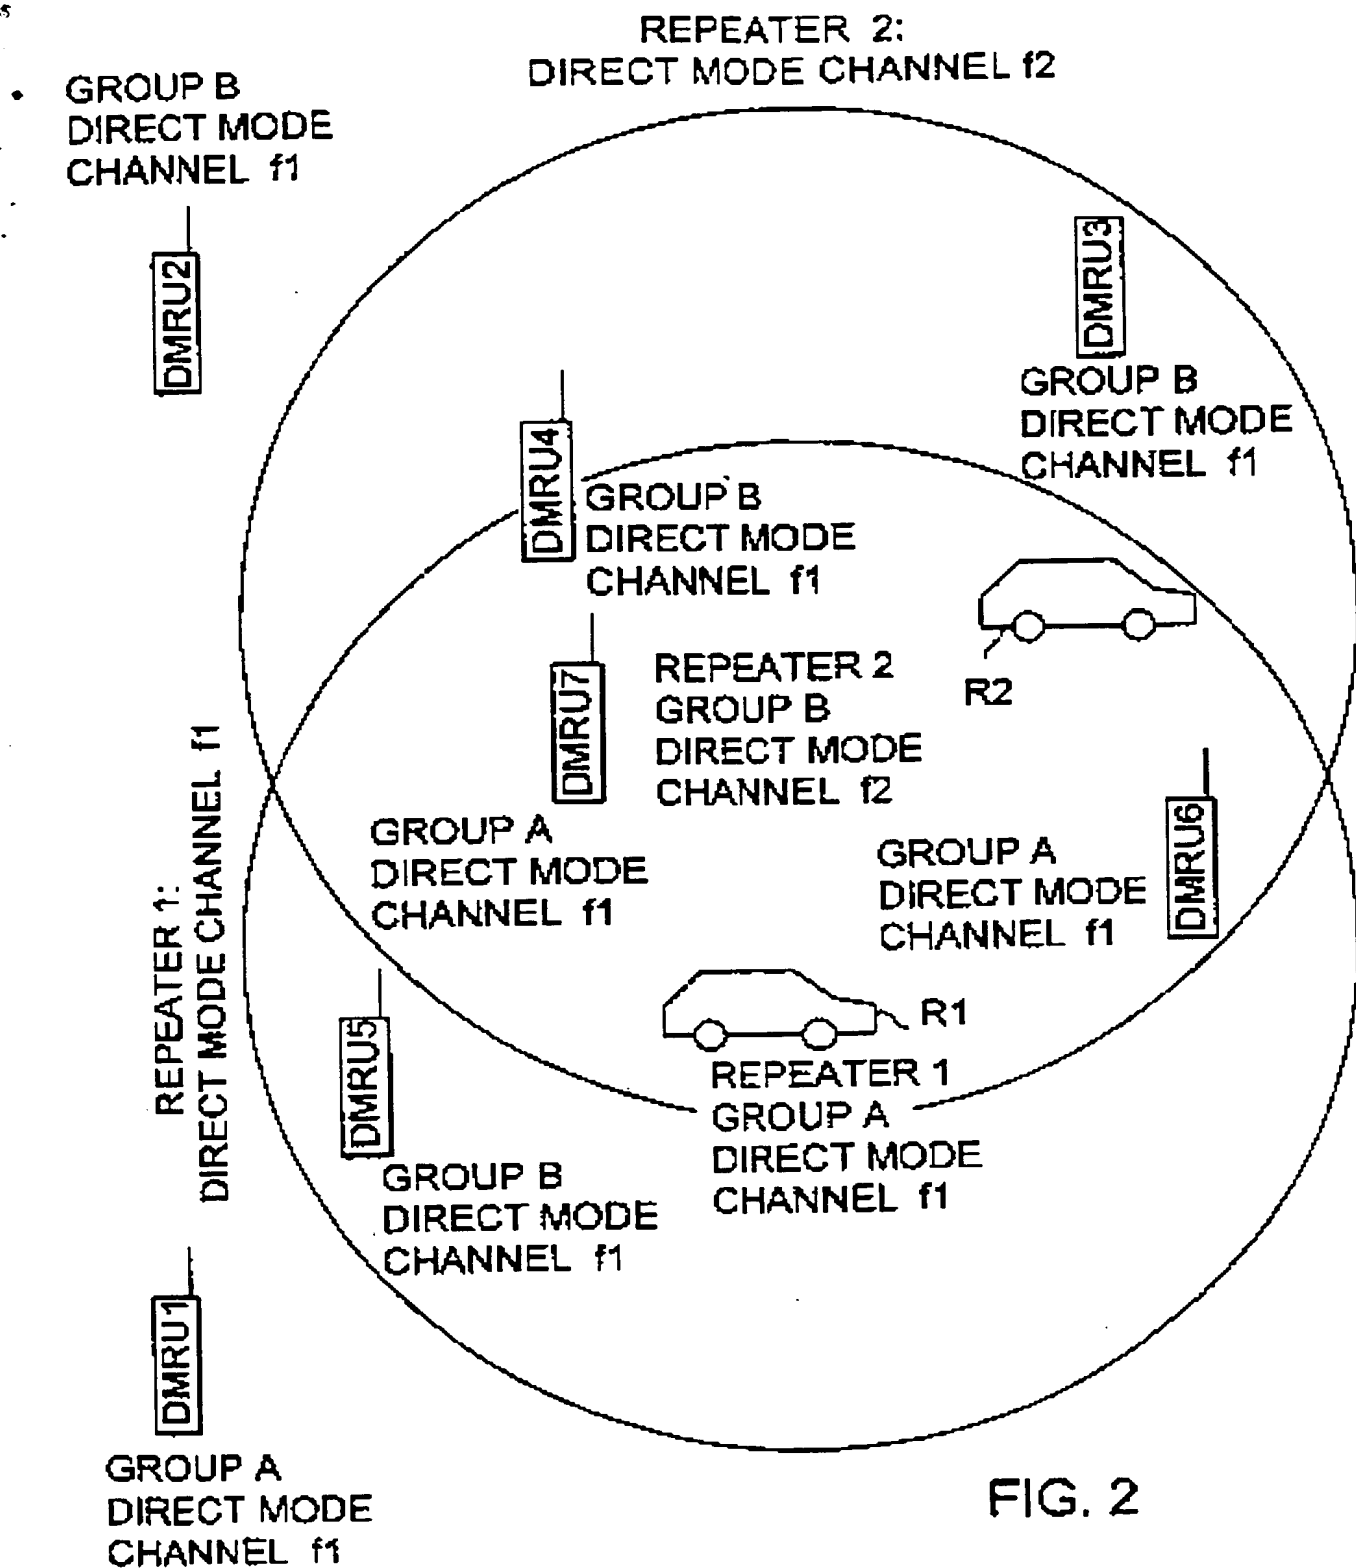 REPEATER 2:
DIRECT MODE CHANNEL f2
GROUP B
DIRECT MODE
CHANNEL f1
DMRU2
DMRU3
GROUP B
DIRECT MODE
CHANNEL f1
DMRU4
GROUP B
DIRECT MODE
CHANNEL f1
R2
DMRU7
REPEATER 2
GROUP B
DIRECT MODE
CHANNEL f2
GROUP A
DIRECT MODE
CHANNEL f1
DMRU6
GROUP A
DIRECT MODE
CHANNEL f1
REPEATER 1:
DIRECT MODE CHANNEL f1
R1
REPEATER 1
GROUP A
DIRECT MODE
CHANNEL f1
DMRU5
GROUP B
DIRECT MODE
CHANNEL f1
DMRU1
GROUP A
DIRECT MODE
CHANNEL f1
FIG. 2